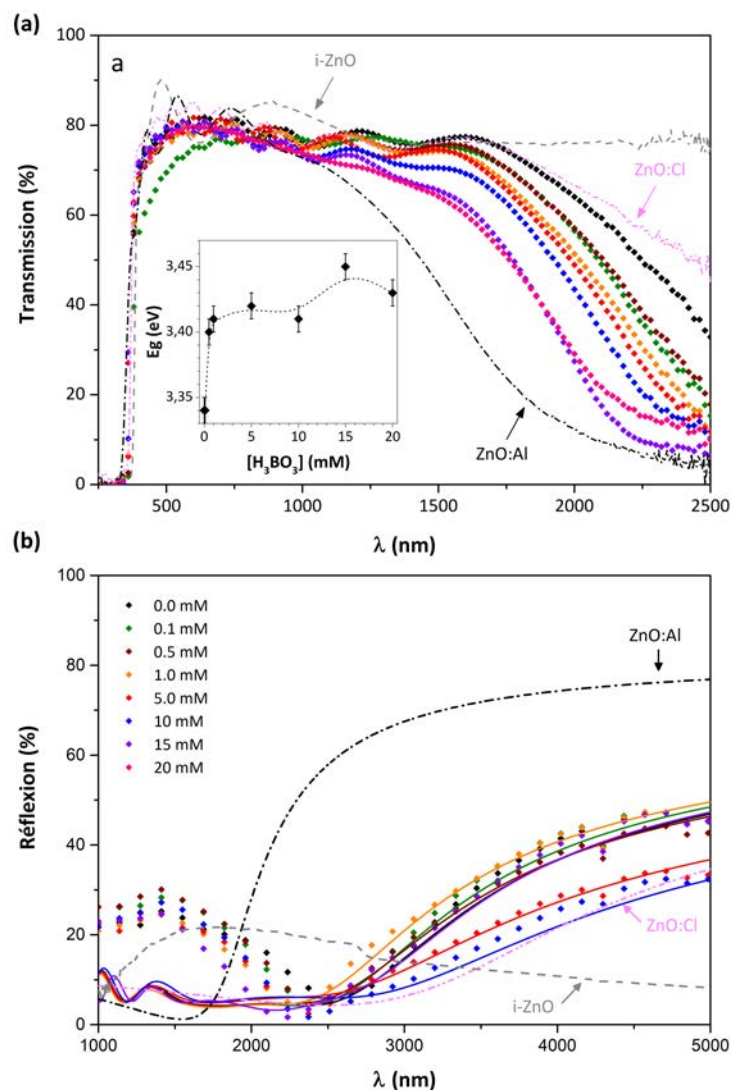 (a)
100
80
60
40
20
0
Transmission (%)
a
i-ZnO
ZnO:Cl
ZnO:Al
3,45
3,40
3,35
Eg (eV)
0
5
10
15
20
[H₃BO₃] (mM)
500
1000
1500
2000
2500
λ (nm)
(b)
100
80
60
40
20
0
Réflexion (%)
0.0 mM
0.1 mM
0.5 mM
1.0 mM
5.0 mM
10 mM
15 mM
20 mM
ZnO:Al
ZnO:Cl
i-ZnO
1000
2000
3000
4000
5000
λ (nm)